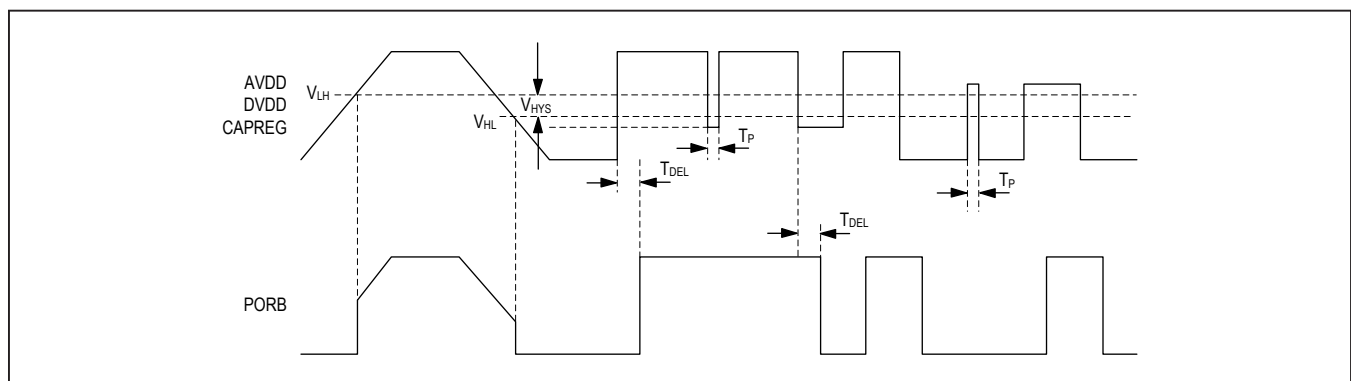 AVDD
DVDD
CAPREG
VLH
VHYS
VHL
TP
TDEL
TP
TDEL
PORB